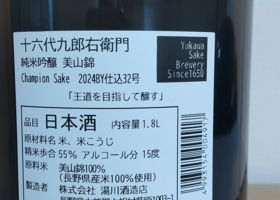 十六代九郎右衛門
純米吟醸 美山錦
Champion Sake 2024BY仕込32号
「王道を目指して醸す」
Yukawa
Sake
Brewery
Since1650
品目 日本酒 内容量 1.8L
原材料名 米、米こうじ
精米歩合 55% アルコール分 15度
原料米 美山錦100%
(長野県産米100%使用)
製造者 株式会社 湯川酒造店